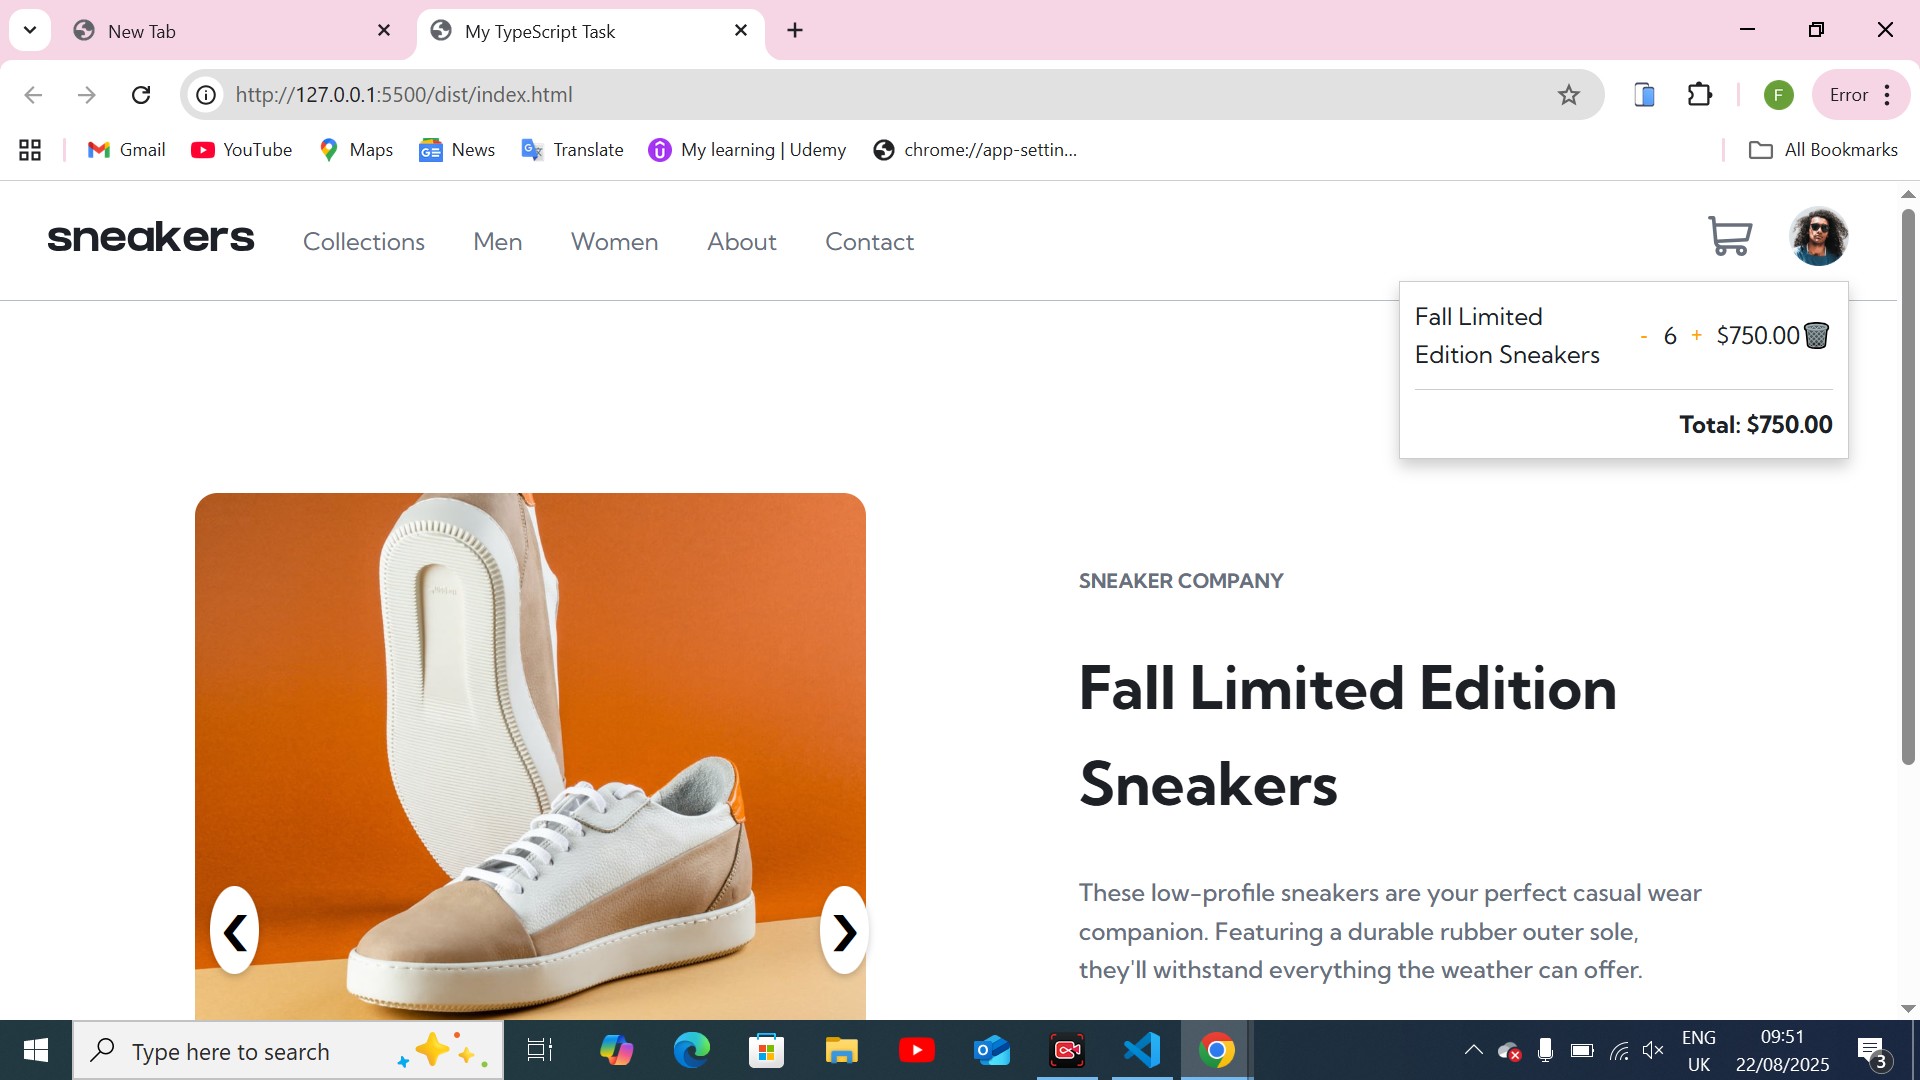 New Tab
My TypeScript Task
http://127.0.0.1:5500/dist/index.html
F
Error
Gmail
YouTube
Maps
News
Translate
My learning | Udemy
chrome://app-settin...
All Bookmarks
sneakers
Collections
Men
Women
About
Contact
Fall Limited
Edition Sneakers
- 6 + $750.00
Total: $750.00
SNEAKER COMPANY
Fall Limited Edition
Sneakers
These low-profile sneakers are your perfect casual wear
companion. Featuring a durable rubber outer sole,
they'll withstand everything the weather can offer.
Type here to search
ENG
UK
09:51
22/08/2025
3